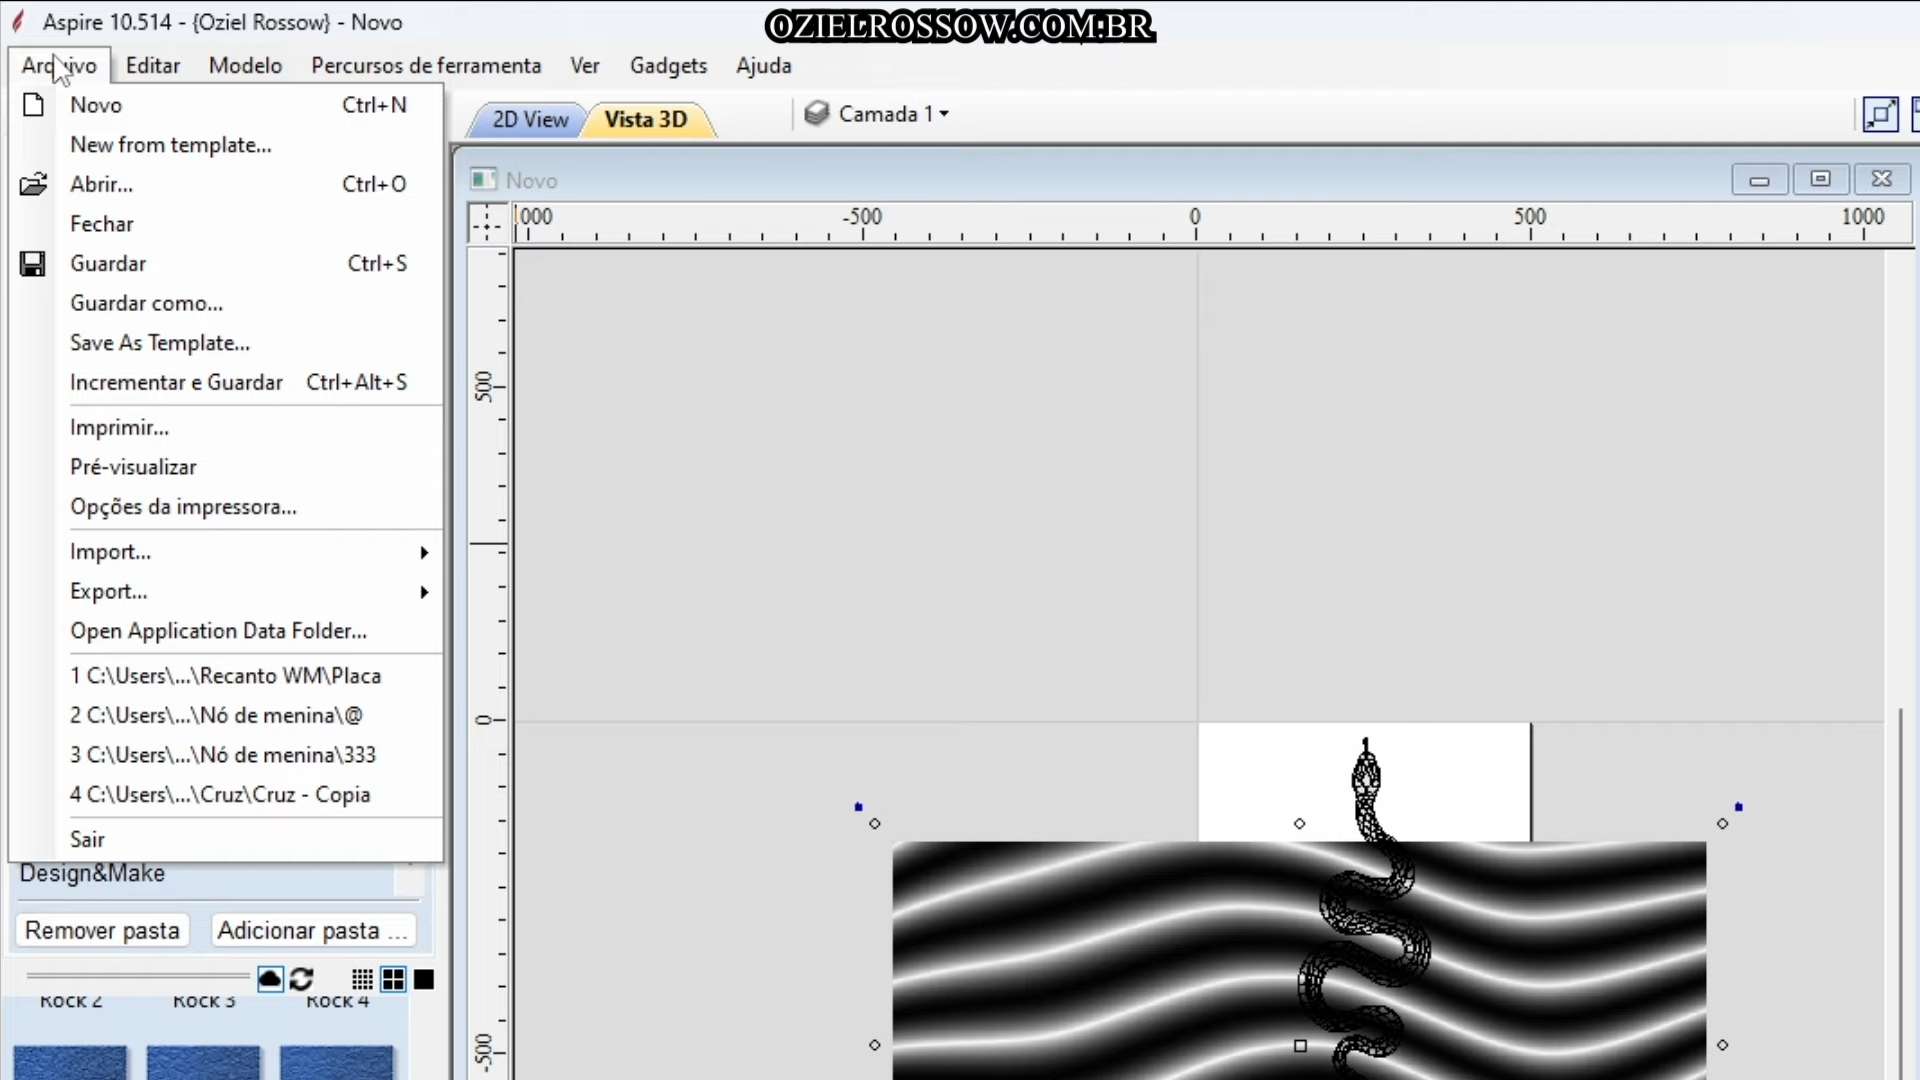 Aspire 10.514 - {Oziel Rossow} - Novo
OZIELROSSOW.COM.BR
Arquivo Editar Modelo Percursos de ferramenta Ver Gadgets Ajuda
Novo Ctrl+N
New from template...
Abrir... Ctrl+O
Fechar
Guardar Ctrl+S
Guardar como...
Save As Template...
Incrementar e Guardar Ctrl+Alt+S
Imprimir...
Pré-visualizar
Opções da impressora...
Import...
Export...
Open Application Data Folder...
1 C:\Users\...\Recanto WM\Placa
2 C:\Users\...\Nó de menina\@
3 C:\Users\...\Nó de menina\333
4 C:\Users\...\Cruz\Cruz - Copia
Sair
Design&Make
Remover pasta Adicionar pasta ...
Rock 2 Rock 3 Rock 4
2D View Vista 3D Camada 1
Novo
000 -500 0 500 1000
500
0
-500